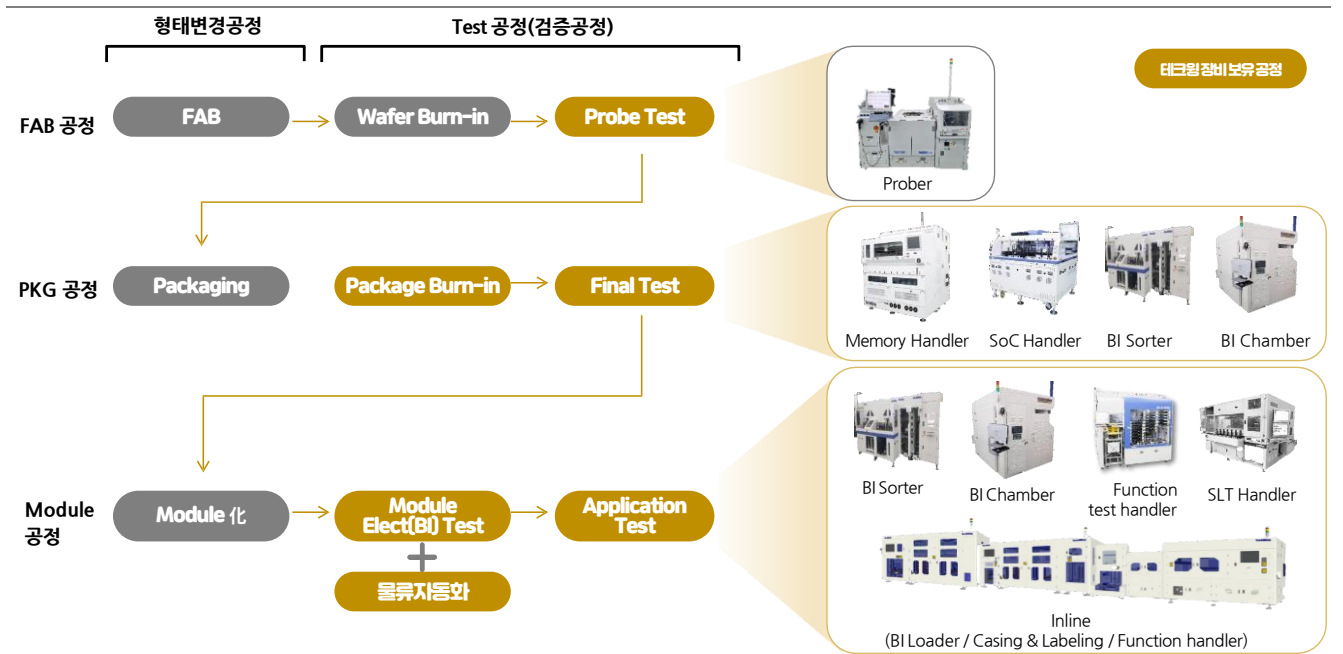 형태변경공정
Test 공정(검증공정)
테크윙 장비 보유 공정
FAB 공정
FAB
Wafer Burn-in
Probe Test
Prober
PKG 공정
Packaging
Package Burn-in
Final Test
Memory Handler
SoC Handler
BI Sorter
BI Chamber
Module
공정
Module 化
Module
Elect(BI) Test
+
물류자동화
Application
Test
BI Sorter
BI Chamber
Function
test handler
SLT Handler
Inline
(BI Loader / Casing & Labeling / Function handler)